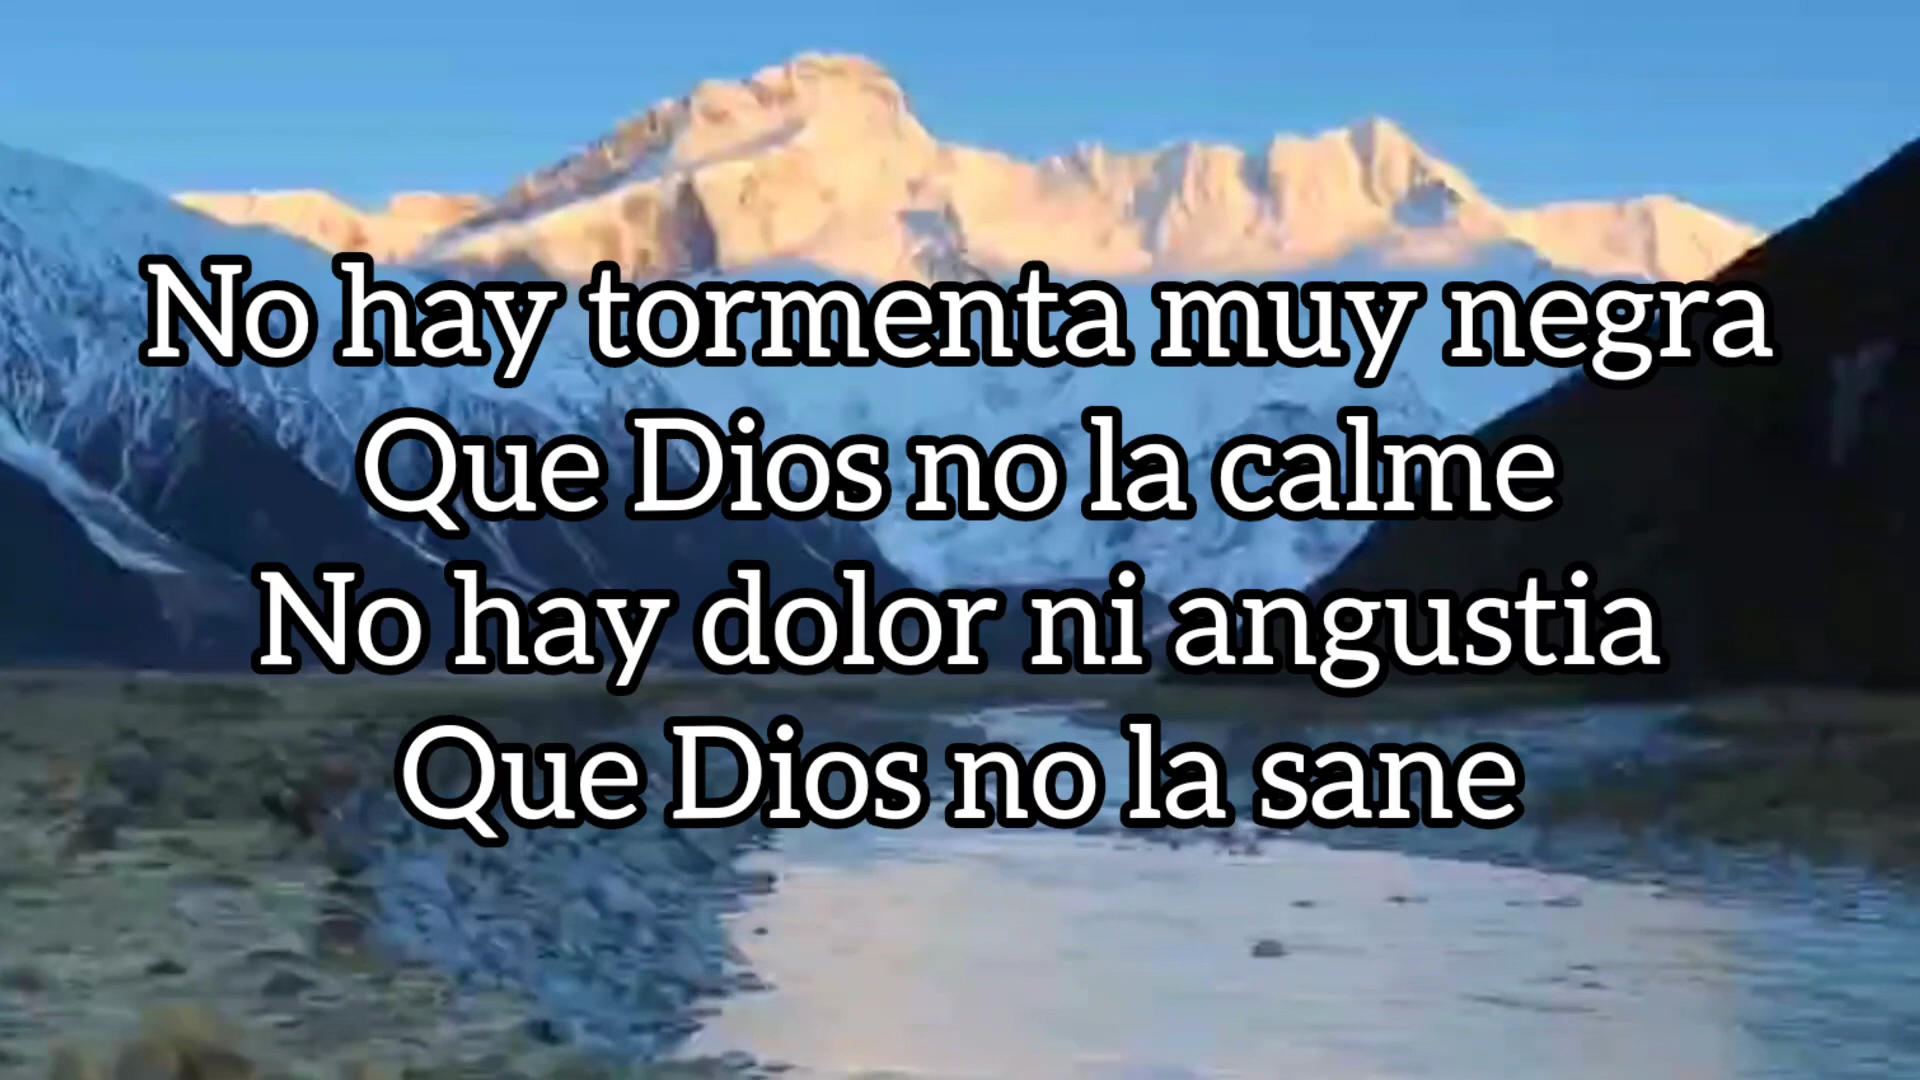 No hay tormenta muy negra
Que Dios no la calme
No hay dolor ni angustia
Que Dios no la sane